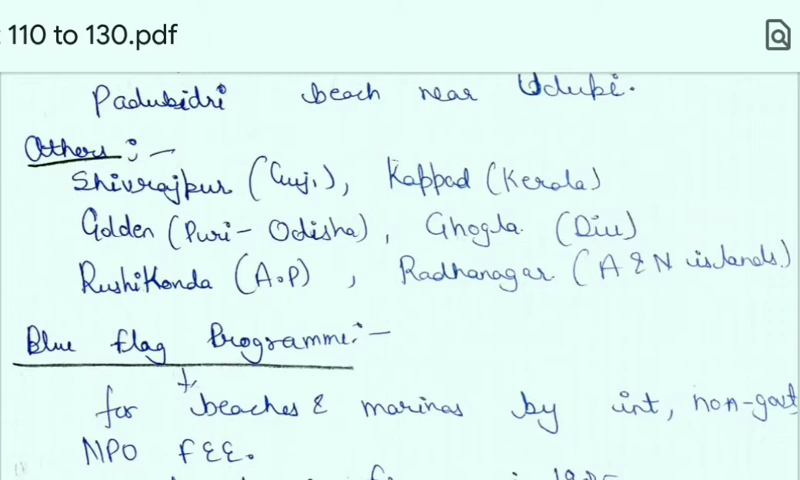 110 to 130.pdf
Padubidri beach near Udupi.
Others:-
Shivrajpur (Guj.), Kappad (Kerala)
Golden (Puri- Odisha), Ghogla (Diu)
RushiKonda (A.P), Radhanagar (A & N islands)
Blue flag Programme:-
for beaches & marinas by int, non-govt
NPO FEE.